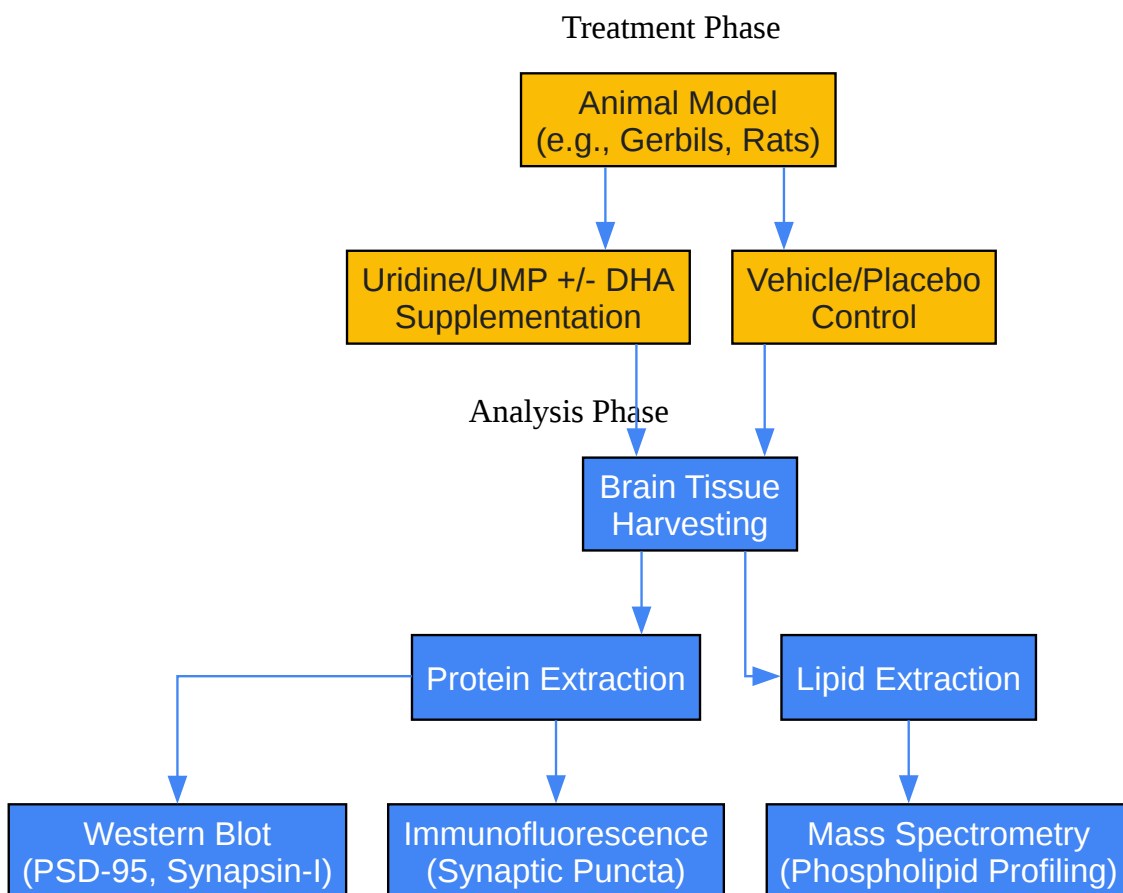 Treatment Phase
Animal Model
(e.g., Gerbils, Rats)
Uridine/UMP +/- DHA
Supplementation
Vehicle/Placebo
Control
Analysis Phase
Brain Tissue
Harvesting
Protein Extraction
Lipid Extraction
Western Blot
(PSD-95, Synapsin-I)
Immunofluorescence
(Synaptic Puncta)
Mass Spectrometry
(Phospholipid Profiling)